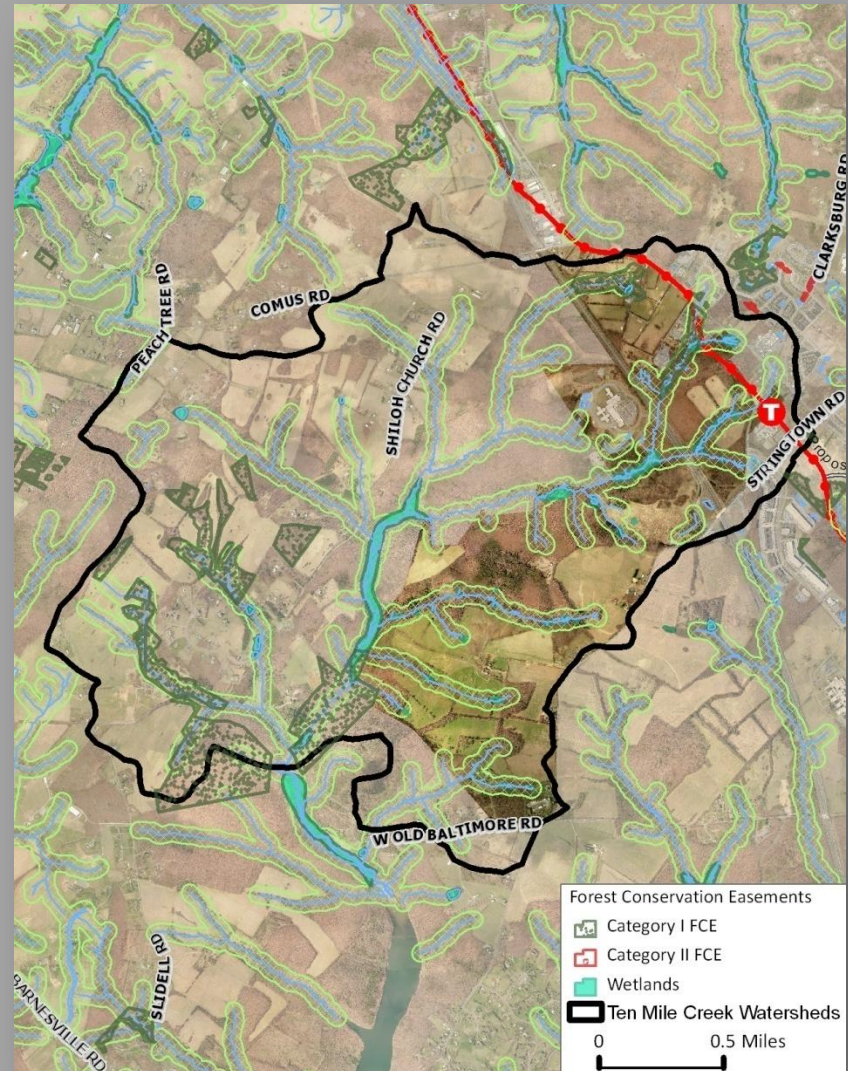 CLARKSBURG RD
PEACH TREE RD
COMUS RD
SHILOH CHURCH RD
T
STRINGTOWN RD
Propos
W OLD BALTIMORE RD
SLIDELL RD
BARNESVILLE RD
Forest Conservation Easements
Category I FCE
Category II FCE
Wetlands
Ten Mile Creek Watersheds
0 0.5 Miles